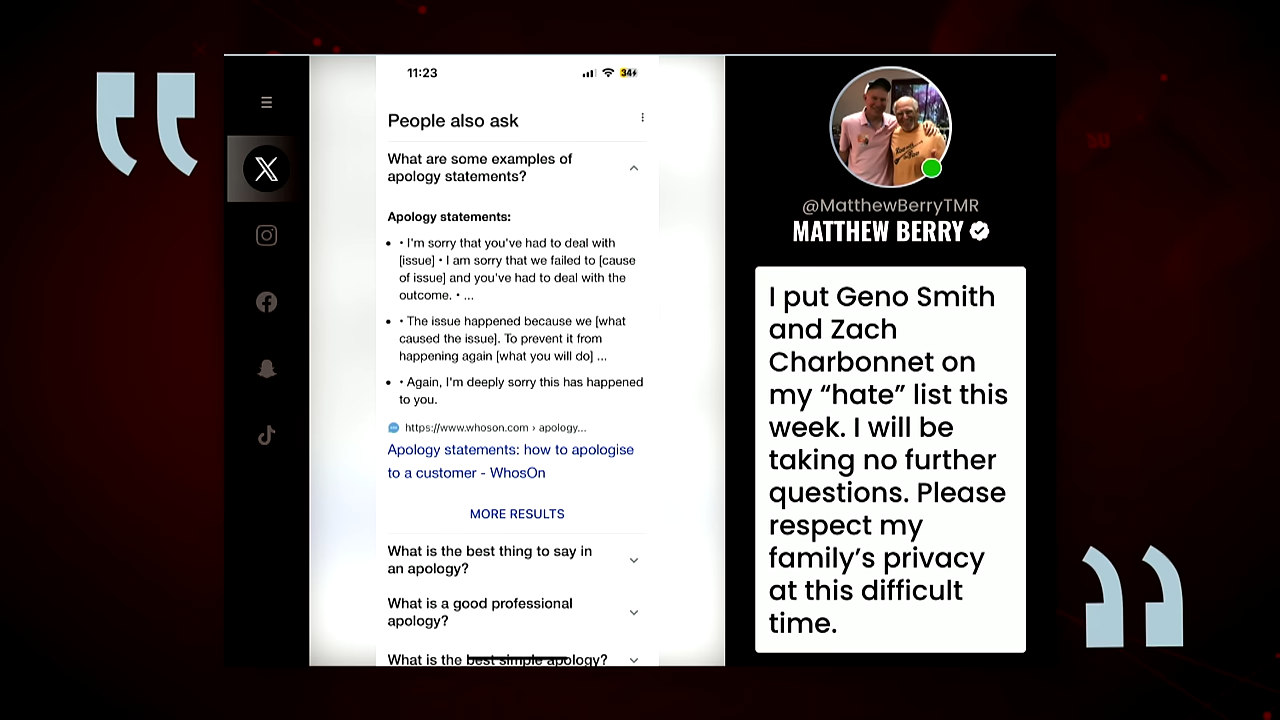 11:23
34
People also ask
What are some examples of
apology statements?
Apology statements:
• • I'm sorry that you've had to deal with
[issue] • I am sorry that we failed to [cause
of issue] and you've had to deal with the
outcome. • ...
• • The issue happened because we [what
caused the issue]. To prevent it from
happening again [what you will do] ...
• • Again, I'm deeply sorry this has happened
to you.
https://www.whoson.com › apology...
Apology statements: how to apologise
to a customer - WhosOn
MORE RESULTS
What is the best thing to say in
an apology?
What is a good professional
apology?
What is the best simple apology?
@MatthewBerryTMR
MATTHEW BERRY
I put Geno Smith
and Zach
Charbonnet on
my “hate” list this
week. I will be
taking no further
questions. Please
respect my
family’s privacy
at this difficult
time.